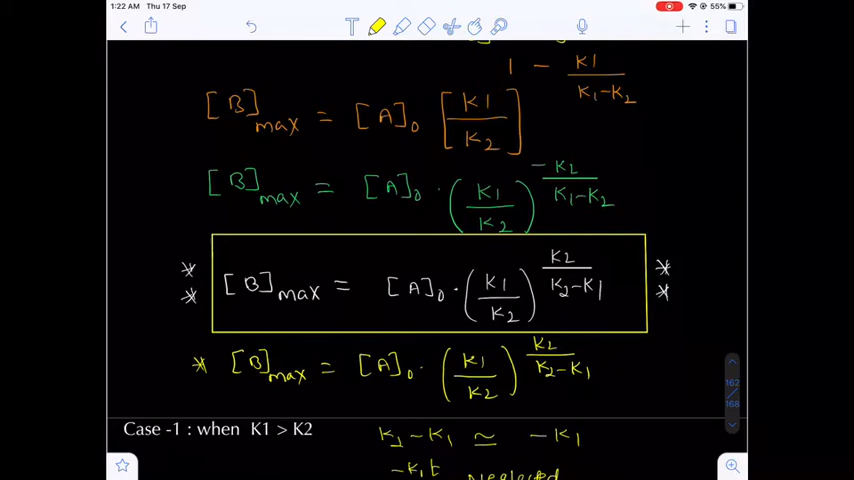 1:22 AM Thu 17 Sep 55%
1 - K1/K1-K2
[B]max = [A]0 [K1/K2]
[B]max = [A]0 . (K1/K2) -K2/K1-K2
** [B]max = [A]0 . (K1/K2) K2/K2-K1 **
* [B]max = [A]0 . (K1/K2) K2/K2-K1
162
/
168
Case -1 : when K1 > K2
K2-K1 ≃ -K1
-K1t neglected